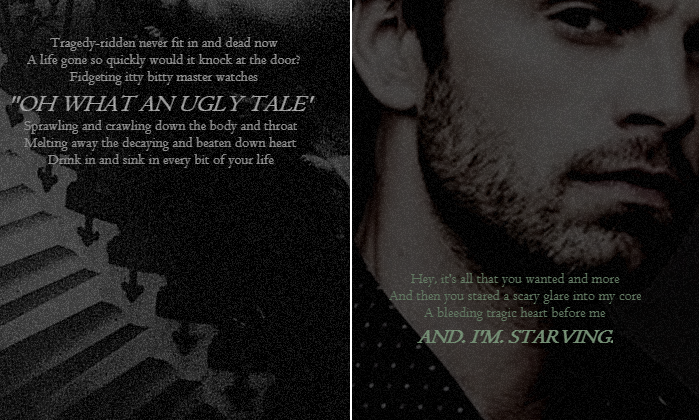 Tragedy-ridden never fit in and dead now
A life gone so quickly would it knock at the door?
Fidgeting itty bitty master watches
"OH WHAT AN UGLY TALE"
Sprawling and crawling down the body and throat
Melting away the decaying and beaten down heart
Drink in and sink in every bit of your life
Hey, it's all that you wanted and more
And then you stared a scary glare into my core
A bleeding tragic heart before me
AND. I'M. STARVING.